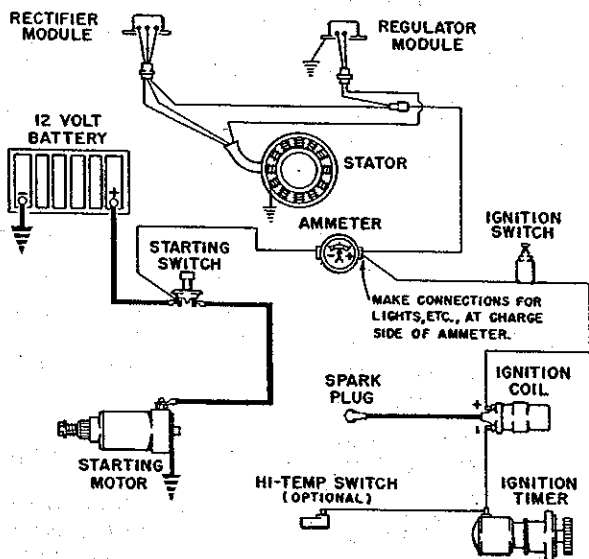 RECTIFIER
MODULE
REGULATOR
MODULE
12 VOLT
BATTERY
- +
STATOR
AMMETER
- +
IGNITION
SWITCH
STARTING
SWITCH
MAKE CONNECTIONS FOR
LIGHTS, ETC., AT CHARGE
SIDE OF AMMETER.
SPARK
PLUG
+
-
IGNITION
COIL
STARTING
MOTOR
HI-TEMP SWITCH
(OPTIONAL)
IGNITION
TIMER